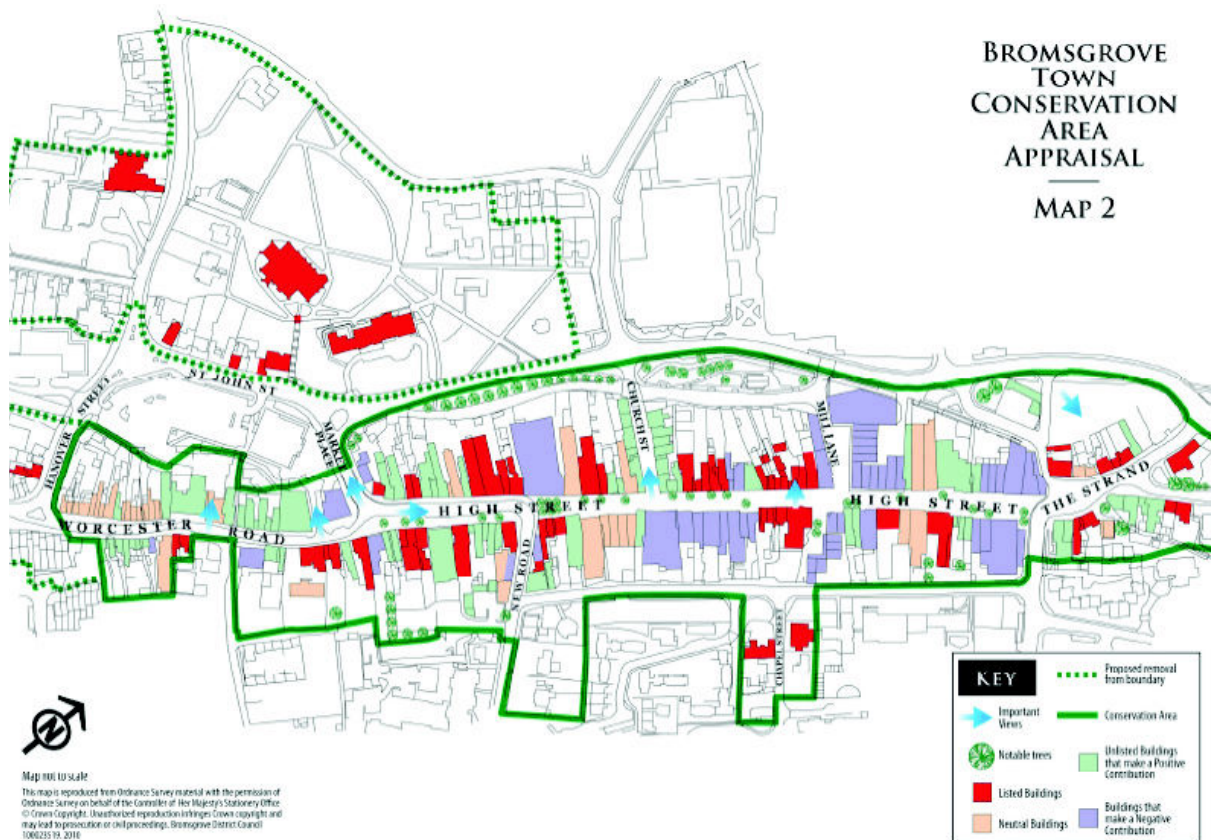 BROMSGROVE
TOWN
CONSERVATION
AREA
APPRAISAL
MAP 2
HANOVER STREET
ST JOHN ST
MARKET
PLACE
CHURCH ST
MILL LANE
WORCESTER ROAD
HIGH STREET
HIGH STREET
THE STRAND
NEW ROAD
CHAPEL STREET
KEY
Proposed removal
from boundary
Important
Views
Conservation Area
Notable trees
Unlisted Buildings
that make a Positive
Contribution
Listed Buildings
Neutral Buildings
Buildings that
make a Negative
Contribution
N
Map not to scale
This map is reproduced from Ordnance Survey material with the permission of
Ordnance Survey on behalf of the Controller of Her Majesty's Stationery Office
© Crown Copyright. Unauthorized reproduction infringes Crown copyright and
may lead to prosecution or civil proceedings. Bromsgrove District Council
100023519. 2010